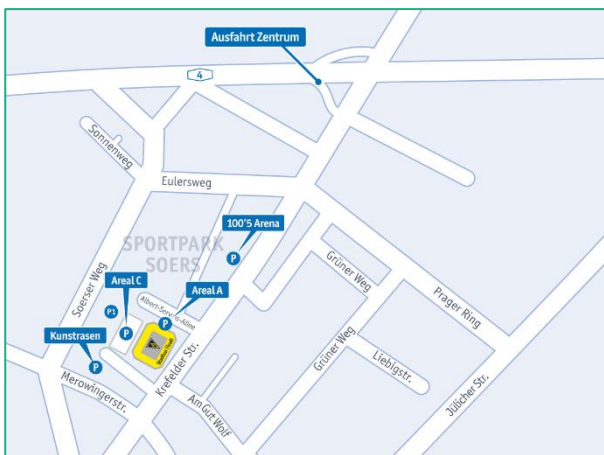 Ausfahrt Zentrum
4
Sonnenweg
Eulersweg
100'5 Arena
P
SPORTPARK
SOERS
Grüner Weg
Prager Ring
Soerser Weg
Areal C
Areal A
P1
P
P
Albert-Servais-Allee
Kunstrasen
P
Krefelder Str.
Grüner Weg
Liebigstr.
Jülicher Str.
Merowingerstr.
Am Gut Wolf